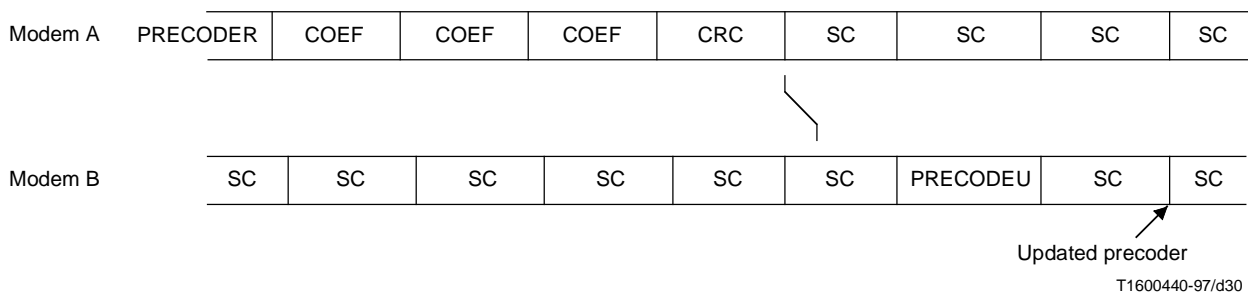 Modem A PRECODER COEF COEF COEF CRC SC SC SC SC
Modem B SC SC SC SC SC SC PRECODEU SC SC
Updated precoder
T1600440-97/d30